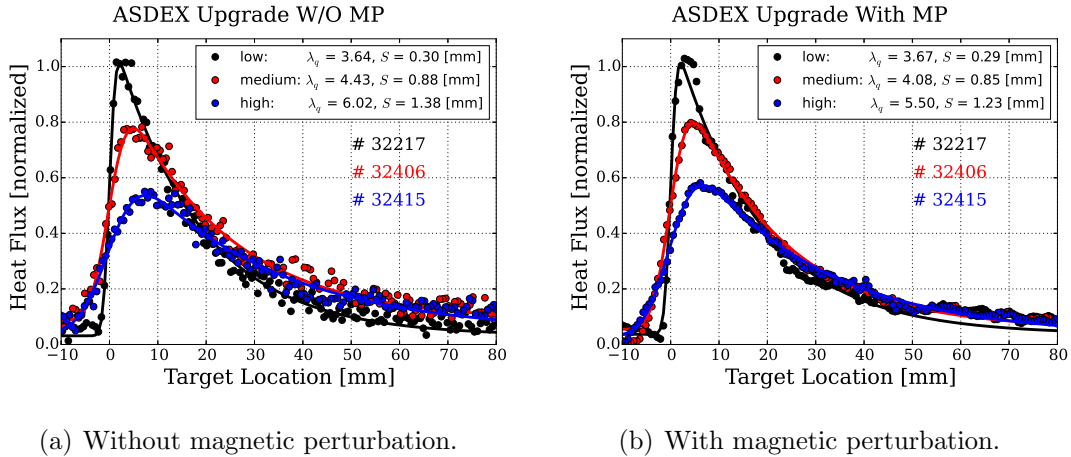 ASDEX Upgrade W/O MP
low: λq = 3.64, S = 0.30 [mm]
medium: λq = 4.43, S = 0.88 [mm]
high: λq = 6.02, S = 1.38 [mm]
# 32217
# 32406
# 32415
Heat Flux [normalized]
1.0
0.8
0.6
0.4
0.2
0.0
−10 0 10 20 30 40 50 60 70 80
Target Location [mm]
(a) Without magnetic perturbation.
ASDEX Upgrade With MP
low: λq = 3.67, S = 0.29 [mm]
medium: λq = 4.08, S = 0.85 [mm]
high: λq = 5.50, S = 1.23 [mm]
# 32217
# 32406
# 32415
Heat Flux [normalized]
1.0
0.8
0.6
0.4
0.2
0.0
−10 0 10 20 30 40 50 60 70 80
Target Location [mm]
(b) With magnetic perturbation.